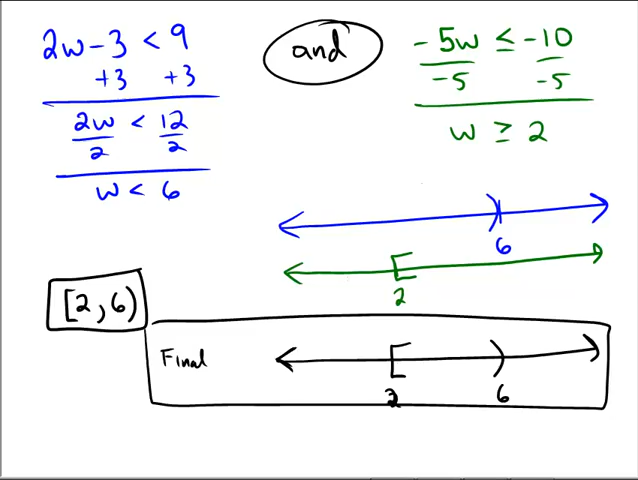 2w - 3 < 9
+3 +3
2w < 12
2 2
w < 6
and
-5w ≤ -10
-5 -5
w ≥ 2
6
2
[2, 6)
Final
2 6